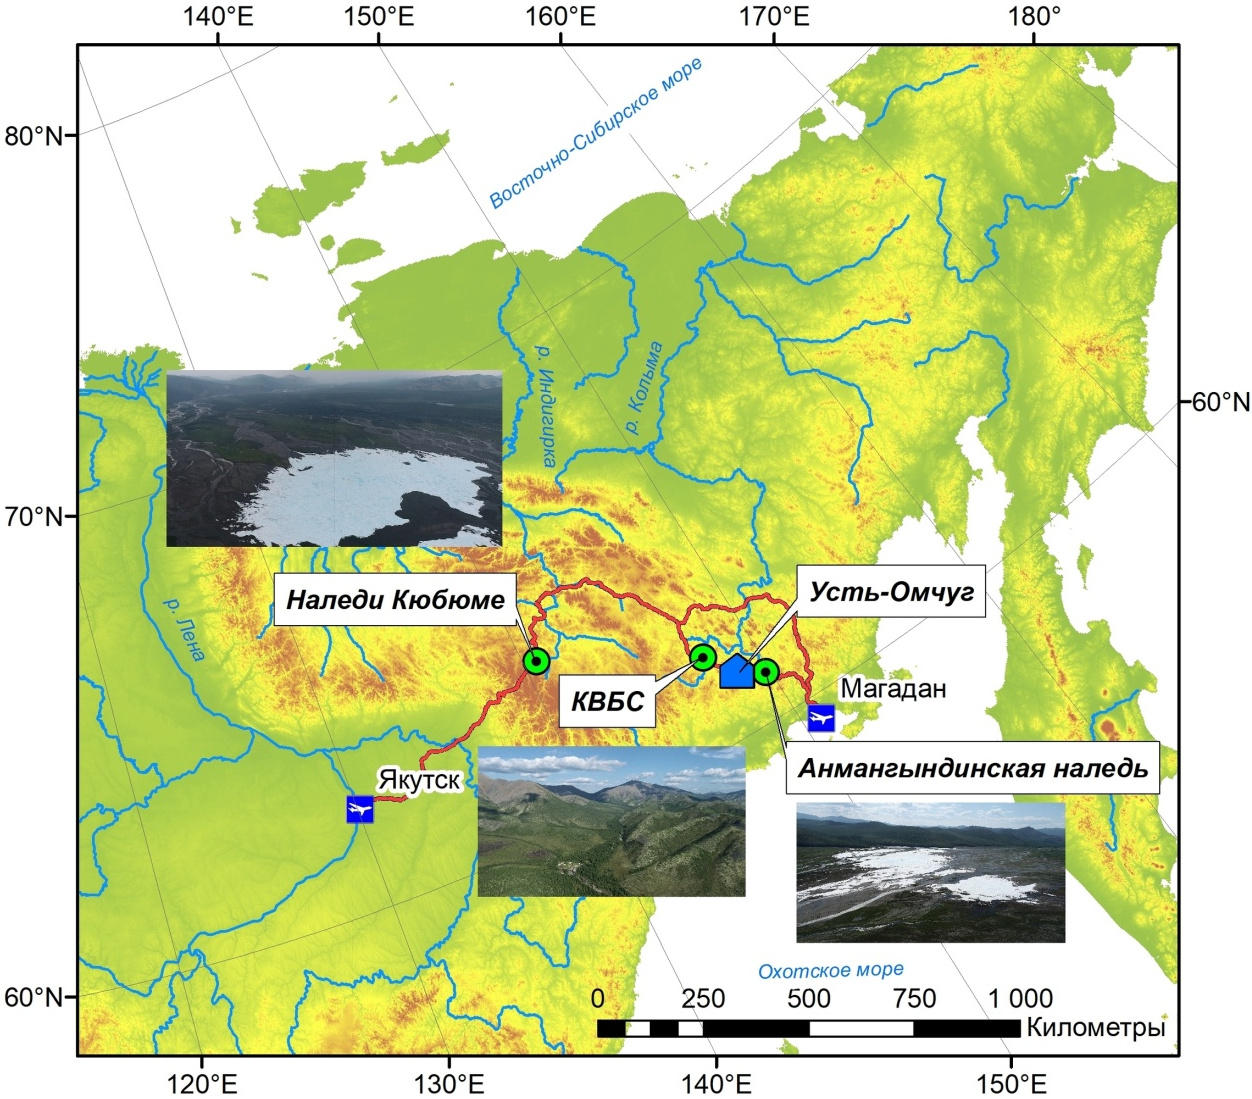 140°E 150°E 160°E 170°E 180°
80°N
Восточно-Сибирское море
р. Индигирка
р. Колыма
60°N
70°N
Наледи Кюбюме
Усть-Омчуг
р. Лена
КВБС
Магадан
Анмангындинская наледь
Якутск
Охотское море
0 250 500 750 1 000
Километры
60°N
120°E 130°E 140°E 150°E